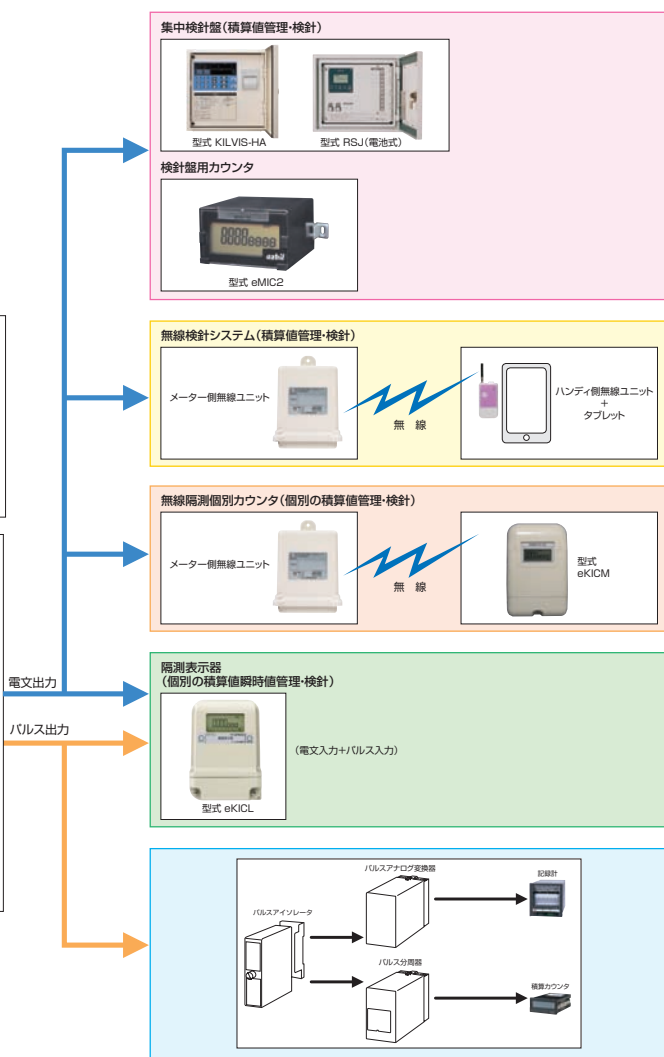 集中検針盤(積算値管理・検針)
型式 KILVIS-HA
型式 RSJ(電池式)
検針盤用カウンタ
azbil
型式 eMIC2
無線検針システム(積算値管理・検針)
メーター側無線ユニット
無 線
ハンディ側無線ユニット
+
タブレット
無線隔測個別カウンタ(個別の積算値管理・検針)
メーター側無線ユニット
無 線
型式
eKICM
電文出力
パルス出力
隔測表示器
(個別の積算値瞬時値管理・検針)
(電文入力+パルス入力)
型式 eKICL
パルスアナログ変換器
記録計
パルスアイソレータ
パルス分周器
積算カウンタ